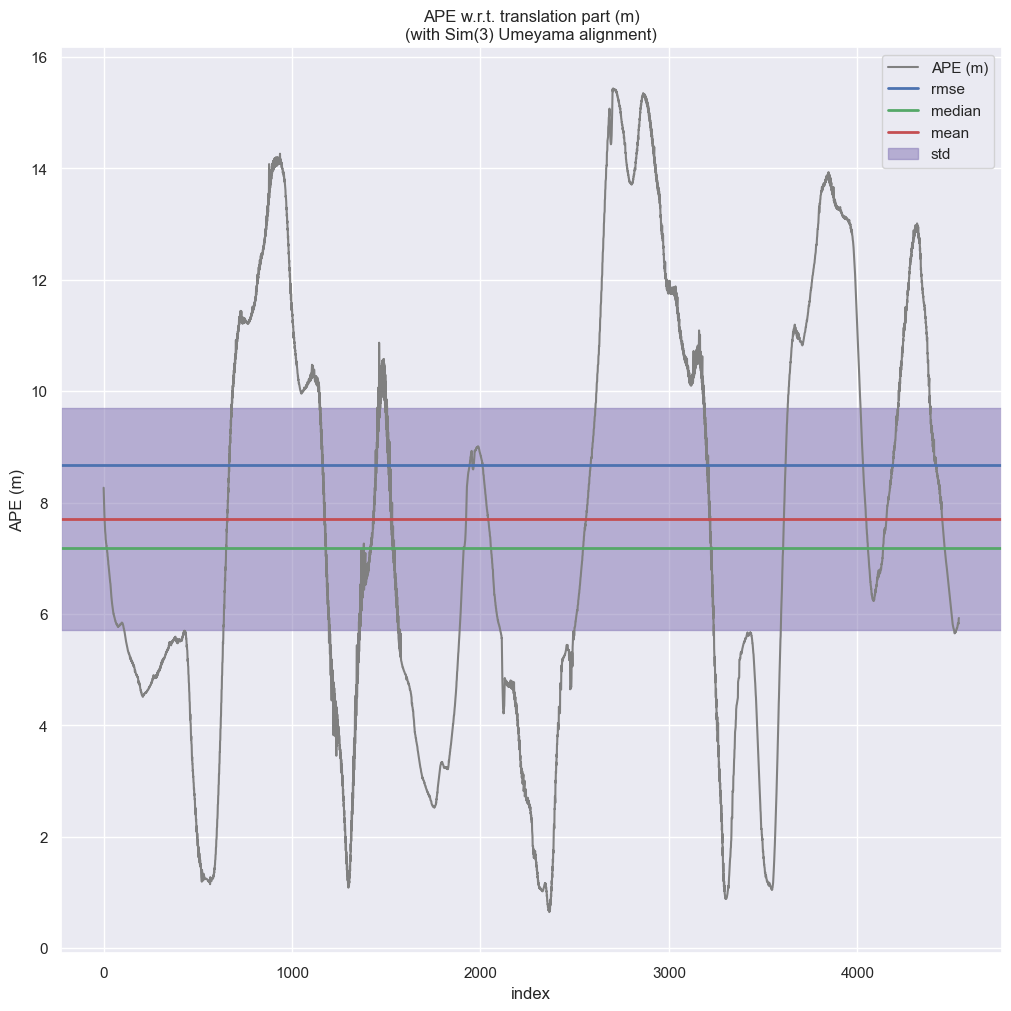 APE w.r.t. translation part (m)
(with Sim(3) Umeyama alignment)
APE (m)
rmse
median
mean
std
16
14
12
10
8
6
4
2
0
APE (m)
0
1000
2000
3000
4000
index